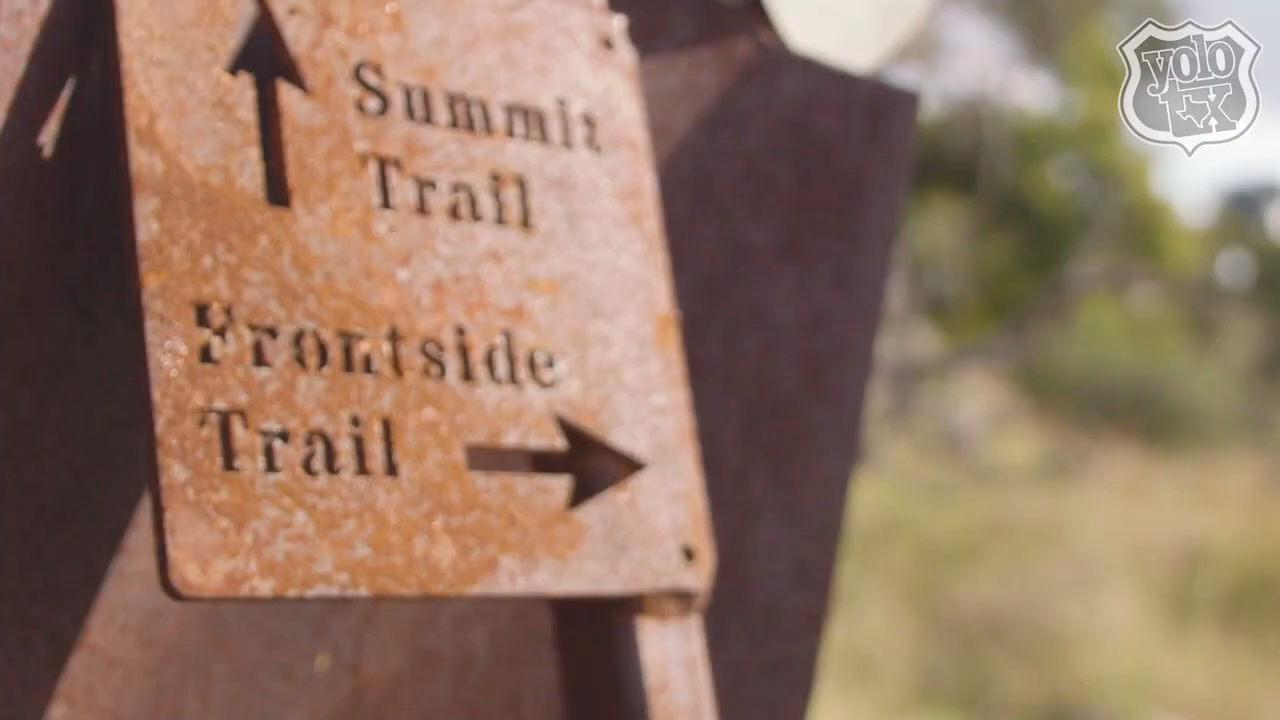 yolo
tx
Summit
Trail
Frontside
Trail